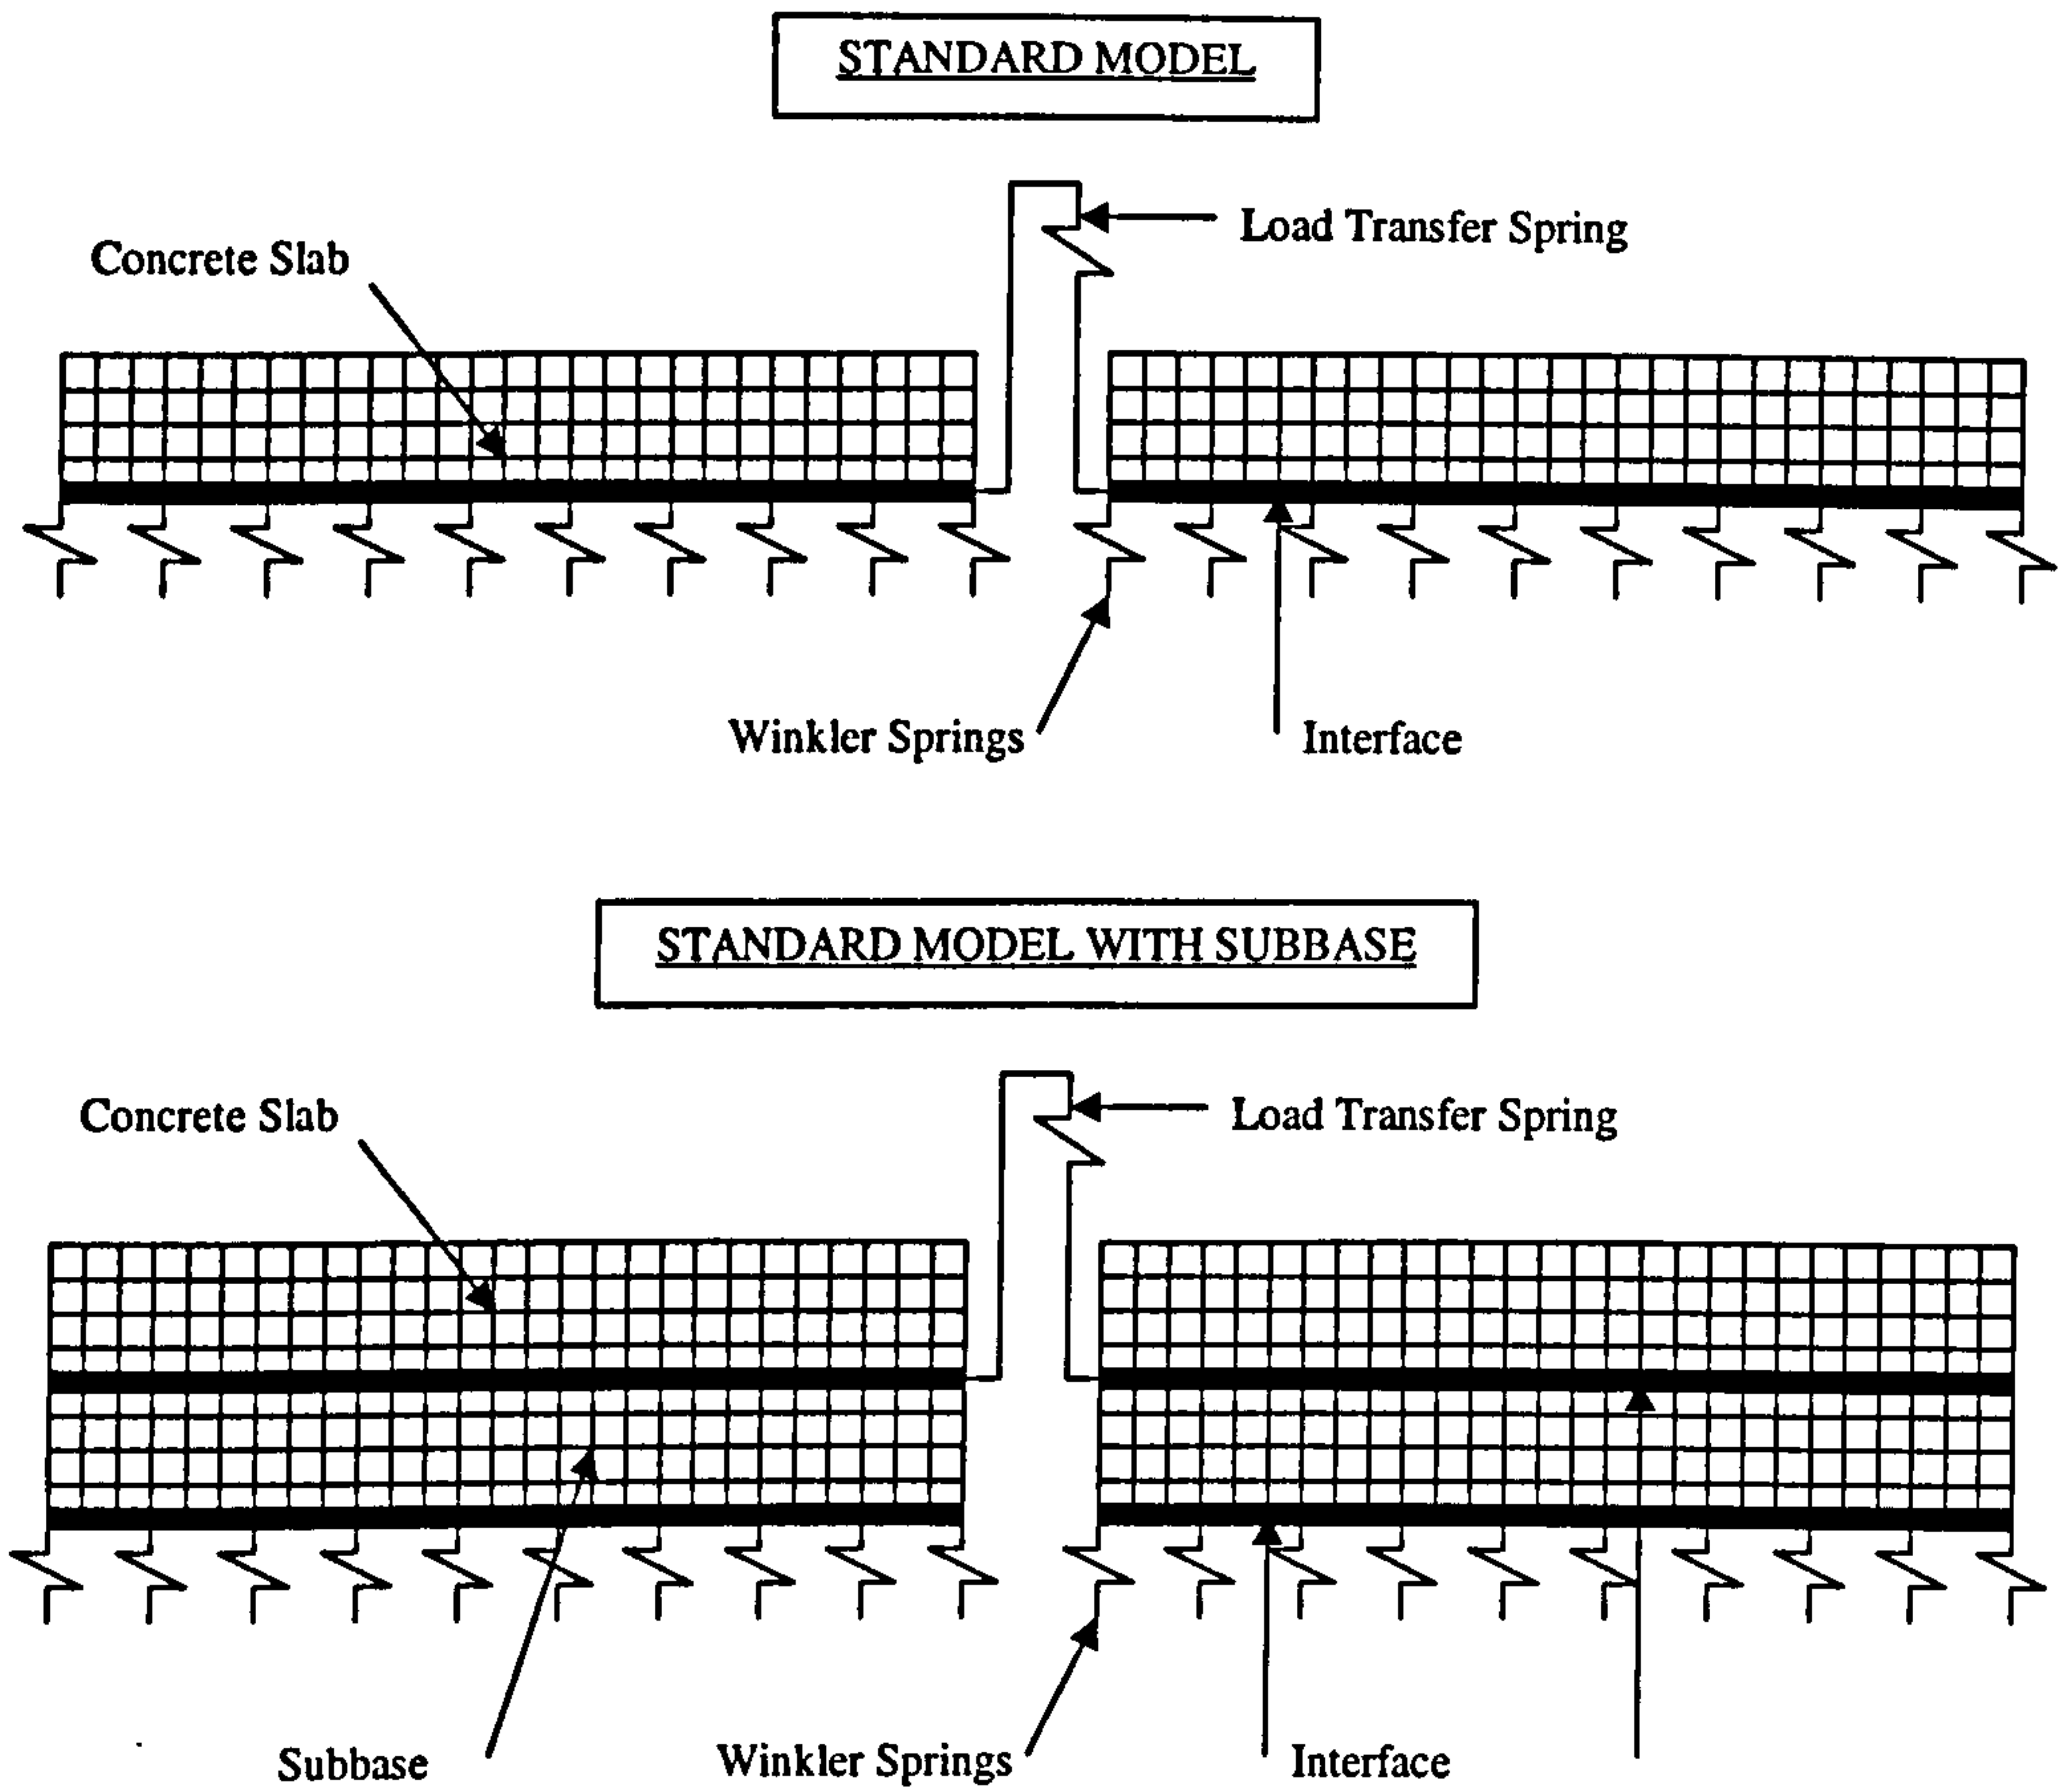 STANDARD MODEL
Load Transfer Spring
Concrete Slab
Winkler Springs
Interface
STANDARD MODEL WITH SUBBASE
Concrete Slab
Load Transfer Spring
Subbase
Winkler Springs
Interface